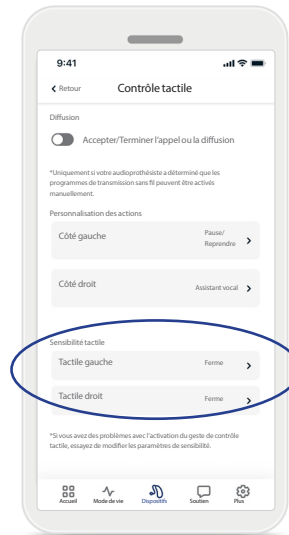 9:41
Retour
Contrôle tactile
Diffusion
Accepter/Terminer l'appel ou la diffusion
*Uniquement si votre audioprothésiste a déterminé que les
programmes de transmission sans fil peuvent être activés
manuellement.
Personnalisation des actions
Côté gauche
Pause/
Reprendre
Côté droit
Assistant vocal
Sensibilité tactile
Tactile gauche
Ferme
Tactile droit
Ferme
*Si vous avez des problèmes avec l'activation du geste de contrôle
tactile, essayez de modifier les paramètres de sensibilité.
Accueil Mode de vie Dispositifs Soutien Plus